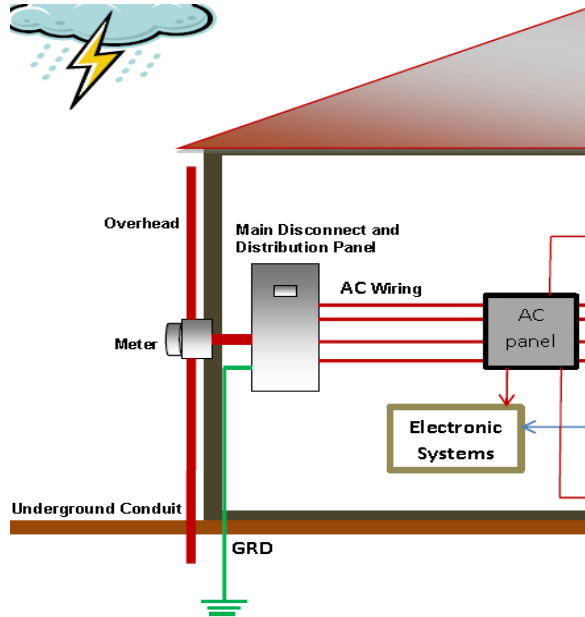 Overhead
Main Disconnect and
Distribution Panel
AC Wiring
AC
panel
Meter
Electronic
Systems
Underground Conduit
GRD